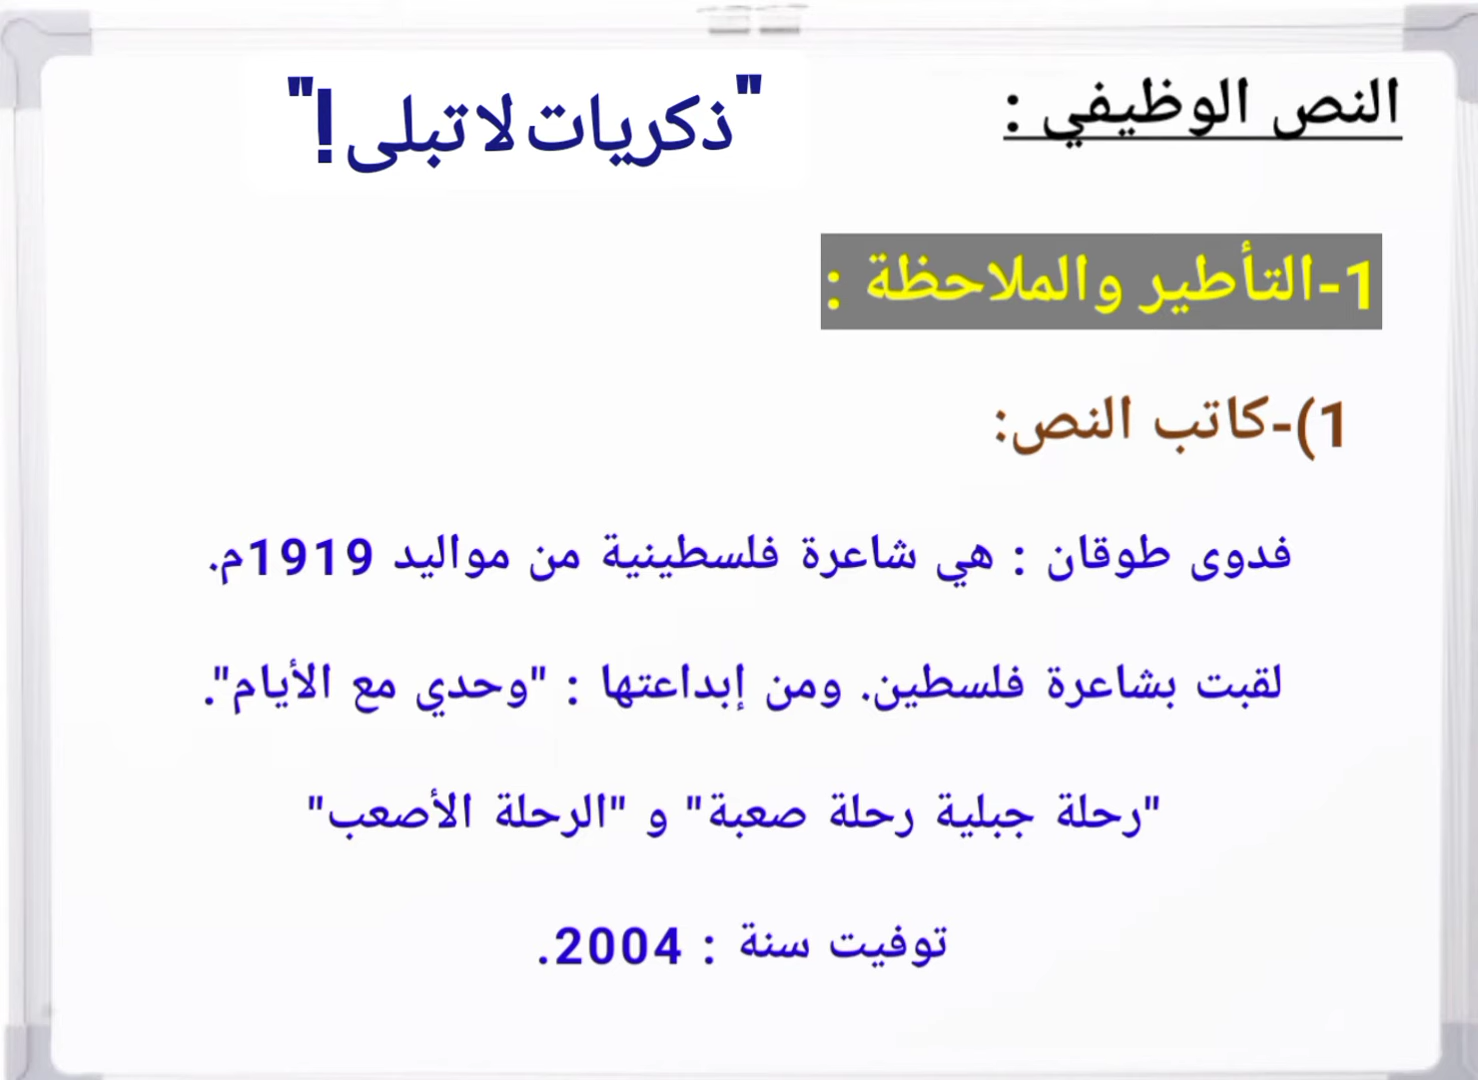 النص الوظيفي : "ذكريات لا تبلى!"
1-التأطير والملاحظة :
1)-كاتب النص:
فدوى طوقان : هي شاعرة فلسطينية من مواليد 1919م.
لقبت بشاعرة فلسطين. ومن إبداعتها : "وحدي مع الأيام".
"رحلة جبلية رحلة صعبة" و "الرحلة الأصعب"
توفيت سنة : 2004.